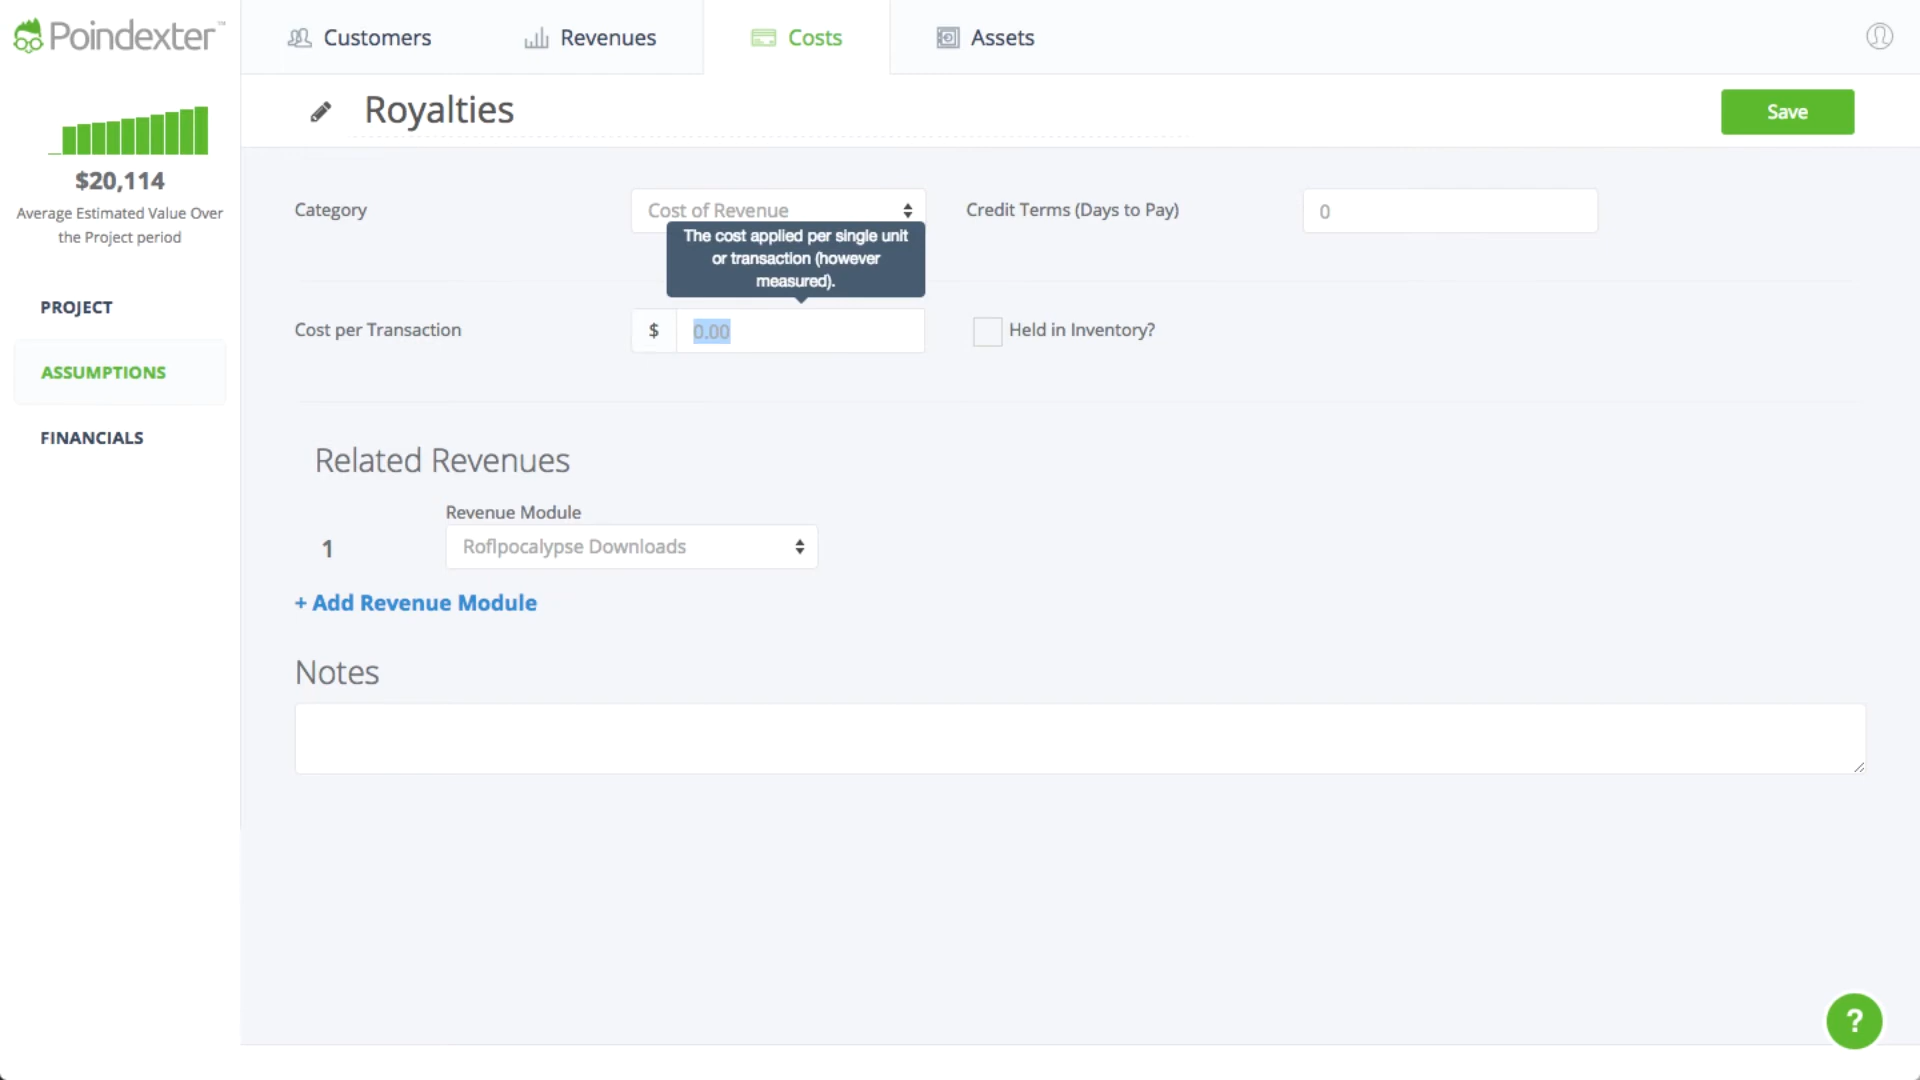 Poindexter™
Customers
Revenues
Costs
Assets
Royalties
Save
$20,114
Average Estimated Value Over
the Project period
PROJECT
ASSUMPTIONS
FINANCIALS
Category
Cost of Revenue
Credit Terms (Days to Pay)
0
The cost applied per single unit
or transaction (however
measured).
Cost per Transaction
$
0.00
Held in Inventory?
Related Revenues
Revenue Module
1
Roflpocalypse Downloads
+ Add Revenue Module
Notes
?